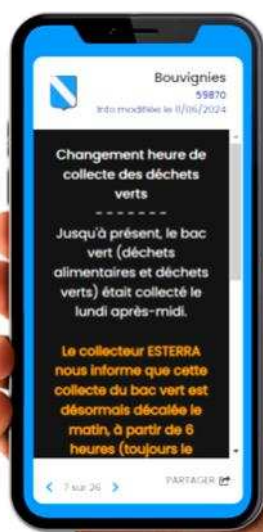 Bouvignies
59870
Info modifiée le 11/06/2024
Changement heure de
collecte des déchets
verts
-------
Jusqu'à présent, le bac
vert (déchets
alimentaires et déchets
verts) était collecté le
lundi après-midi.
Le collecteur ESTERRA
nous informe que cette
collecte du bac vert est
désormais décalée le
matin, à partir de 6
heures (toujours le
7 sur 26
PARTAGER